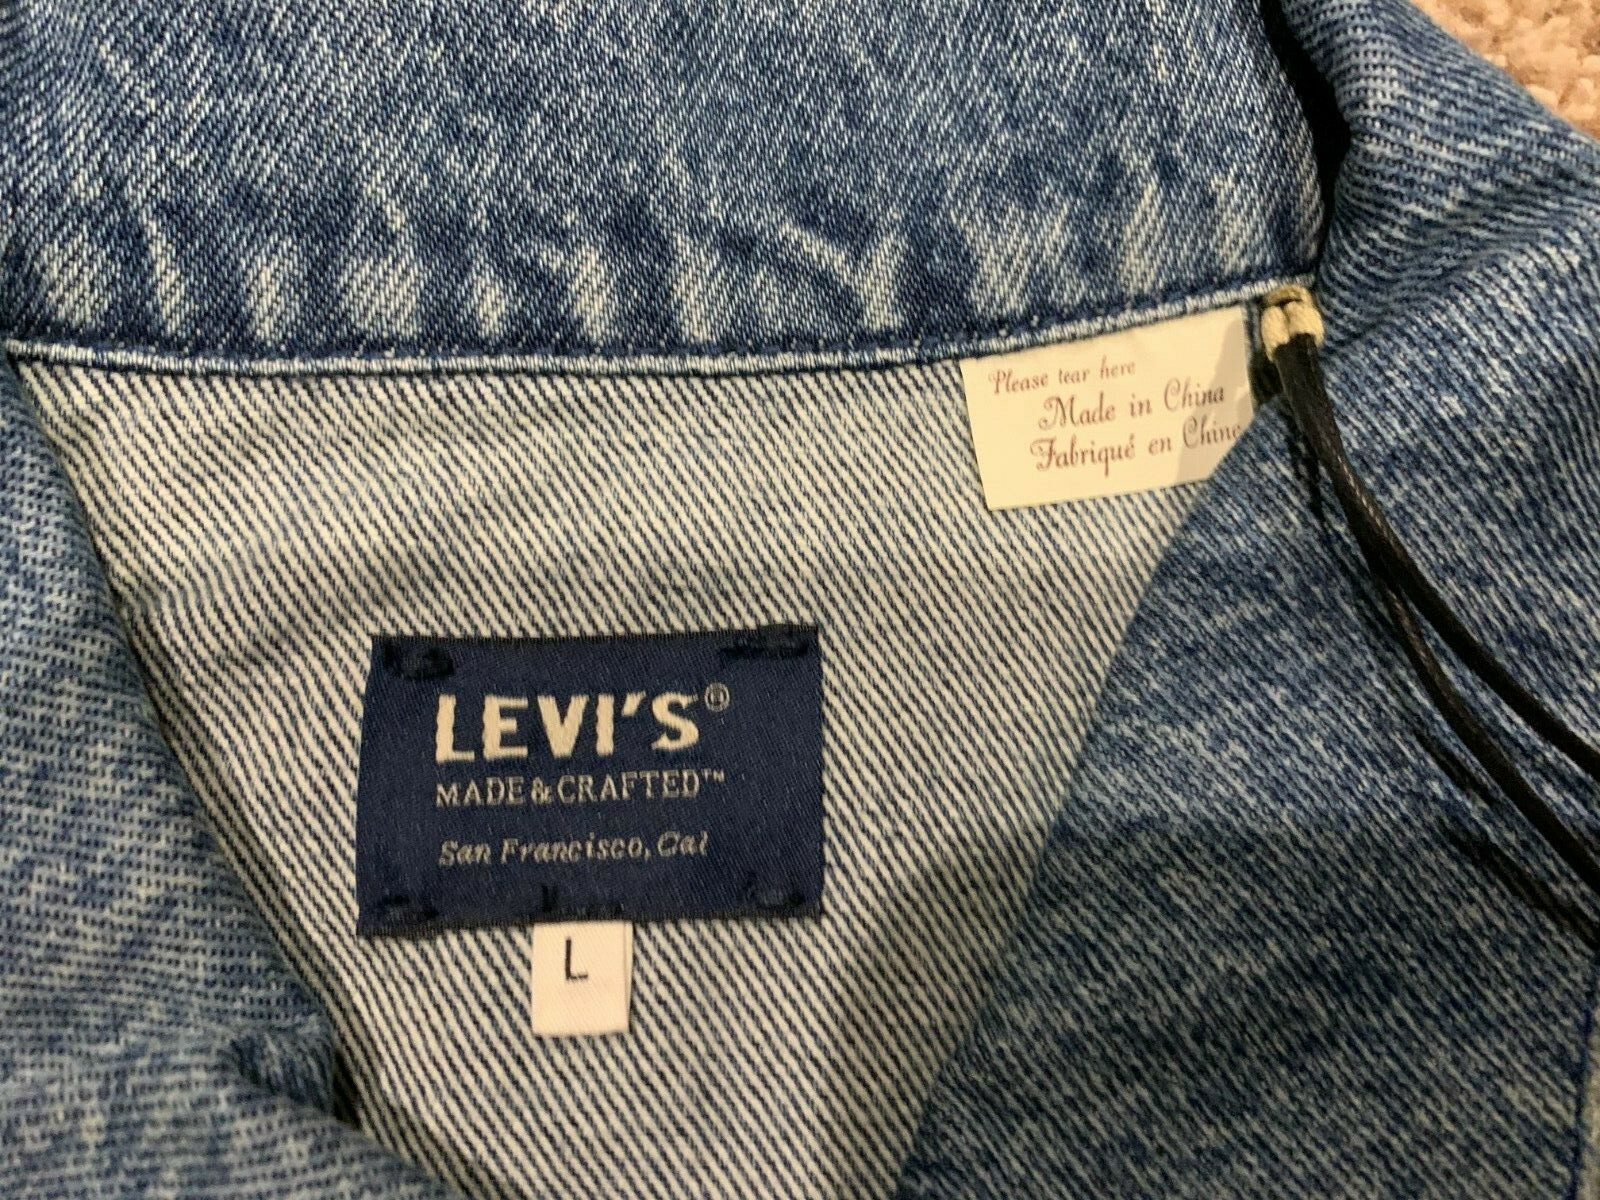 Please tear here
Made in China
Fabriqué en Chine
LEVI'S®
MADE & CRAFTED™
San Francisco, Cal
L